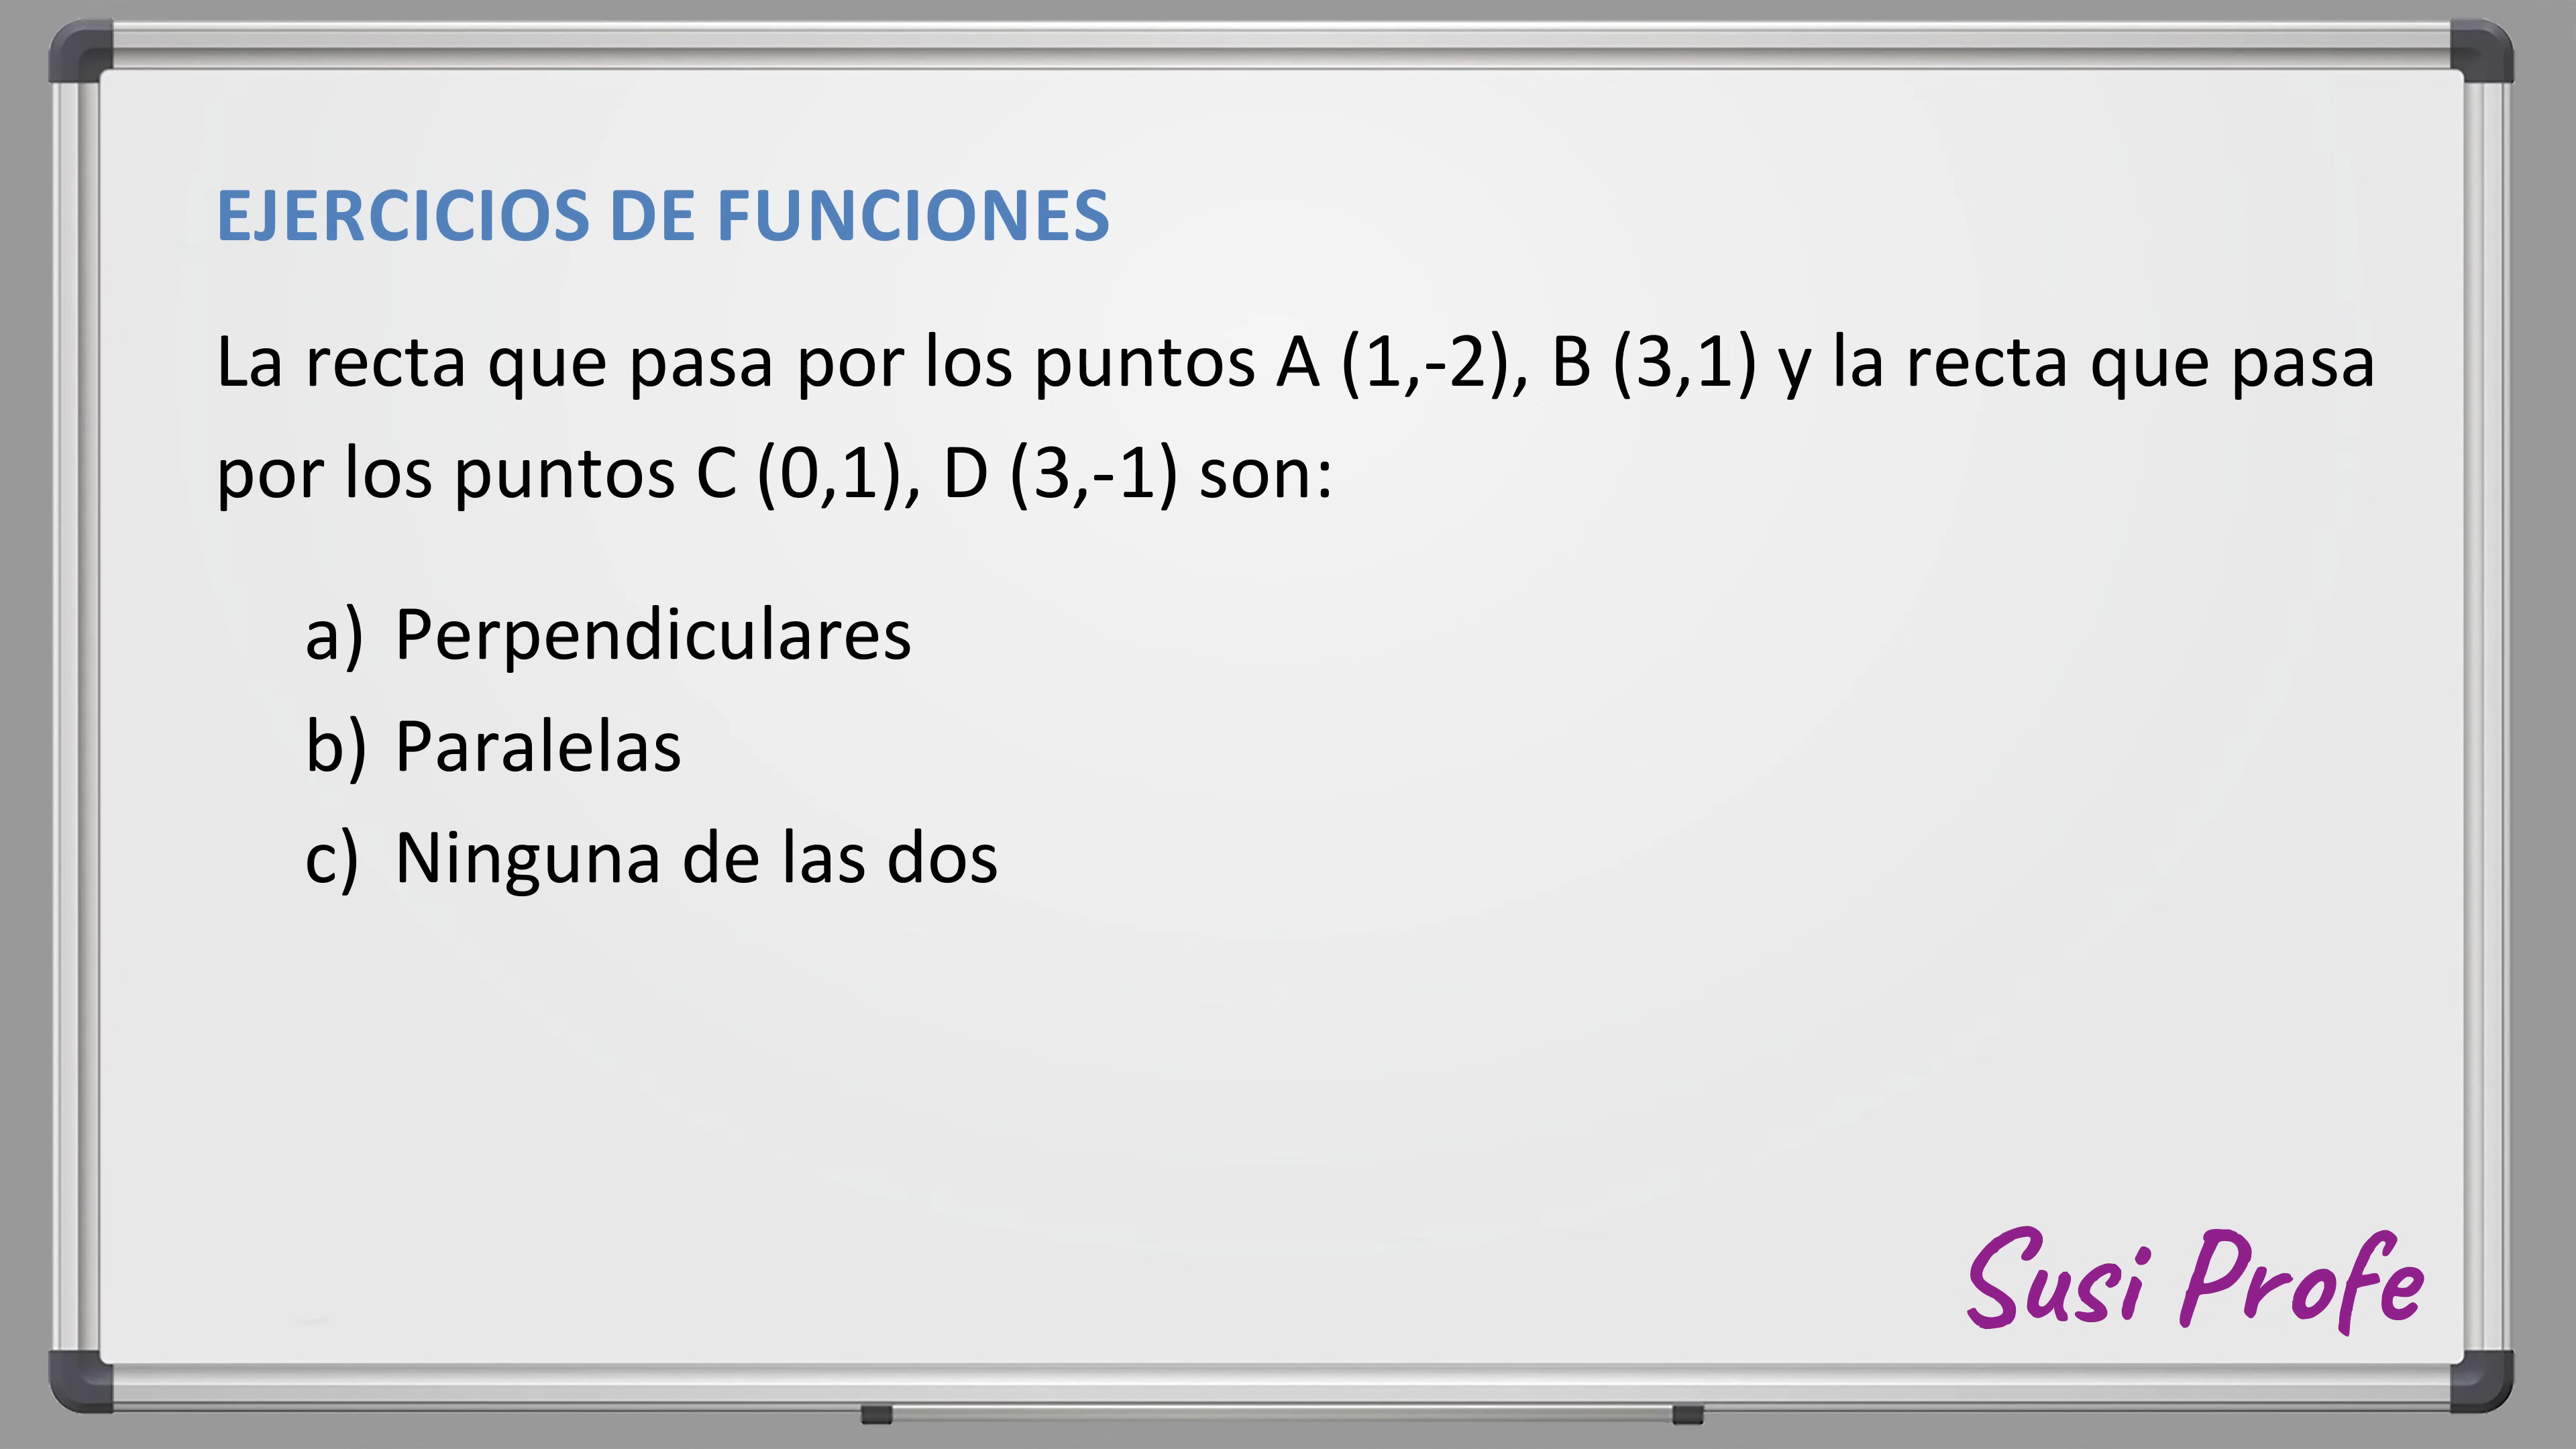 EJERCICIOS DE FUNCIONES
La recta que pasa por los puntos A (1,-2), B (3,1) y la recta que pasa
por los puntos C (0,1), D (3,-1) son:
a) Perpendiculares
b) Paralelas
c) Ninguna de las dos
Susi Profe